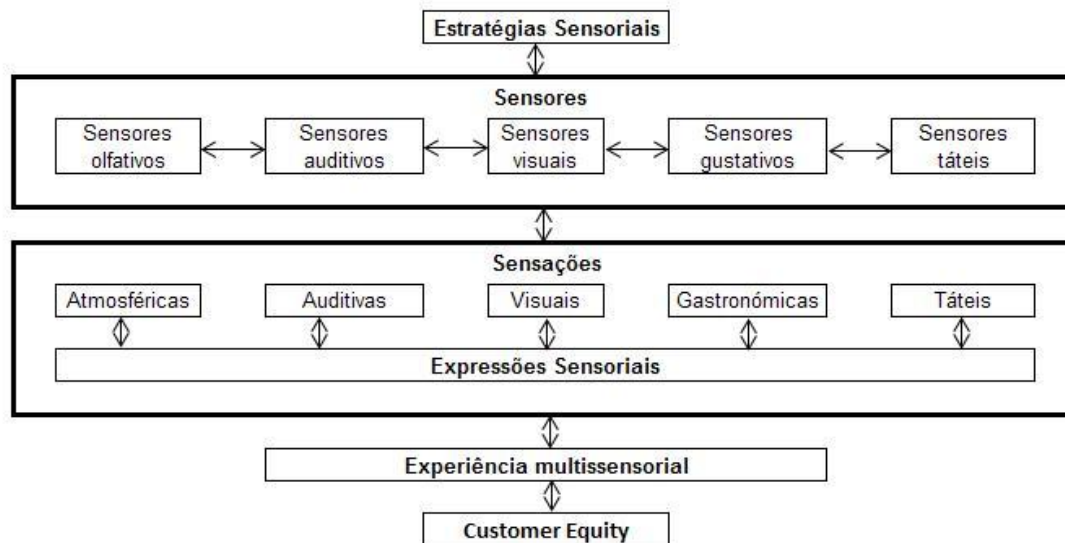 Estratégias Sensoriais
Sensores
Sensores
olfativos
Sensores
auditivos
Sensores
visuais
Sensores
gustativos
Sensores
táteis
Sensações
Atmosféricas
Auditivas
Visuais
Gastronómicas
Táteis
Expressões Sensoriais
Experiência multissensorial
Customer Equity